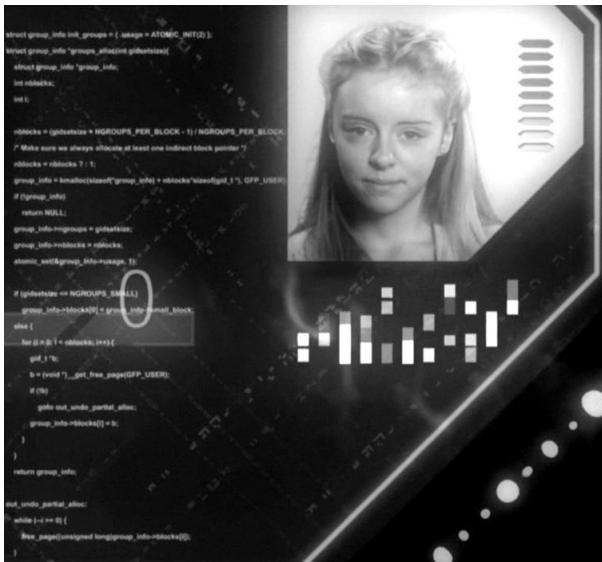 struct group_info init_groups = { .usage = ATOMIC_INIT(2) };
struct group_info *groups_alloc(int gidsetsize){
struct group_info *group_info;
int nblocks;
int i;
nblocks = (gidsetsize + NGROUPS_PER_BLOCK - 1) / NGROUPS_PER_BLOCK;
/* Make sure we always allocate at least one indirect block pointer */
nblocks = nblocks ? : 1;
group_info = kmalloc(sizeof(*group_info) + nblocks*sizeof(gid_t *), GFP_USER);
if (!group_info)
return NULL;
group_info->ngroups = gidsetsize;
group_info->nblocks = nblocks;
atomic_set(&group_info->usage, 1);
0
if (gidsetsize <= NGROUPS_SMALL)
group_info->blocks[0] = group_info->small_block;
else {
for (i = 0; i < nblocks; i++) {
gid_t *b;
b = (void *)__get_free_page(GFP_USER);
if (!b)
goto out_undo_partial_alloc;
group_info->blocks[i] = b;
}
}
return group_info;
out_undo_partial_alloc:
while (--i >= 0) {
free_page((unsigned long)group_info->blocks[i]);
}